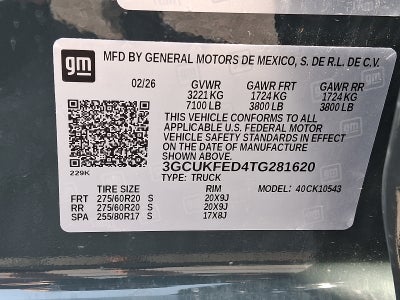 gm
MFD BY GENERAL MOTORS DE MEXICO, S. DE R.L. DE C.V.
02/26 GVWR GAWR FRT GAWR RR
3221 KG 1724 KG 1724 KG
7100 LB 3800 LB 3800 LB
THIS VEHICLE CONFORMS TO ALL
APPLICABLE U.S. FEDERAL MOTOR
VEHICLE SAFETY STANDARDS IN EFFECT
ON THE DATE OF MANUFACTURE
SHOWN ABOVE.
229K
3GCUKFED4TG281620
TYPE: TRUCK
TIRE SIZE RIM MODEL: 40CK10543
FRT 275/60R20 S 20X9J
RR 275/60R20 S 20X9J
SPA 255/80R17 S 17X8J